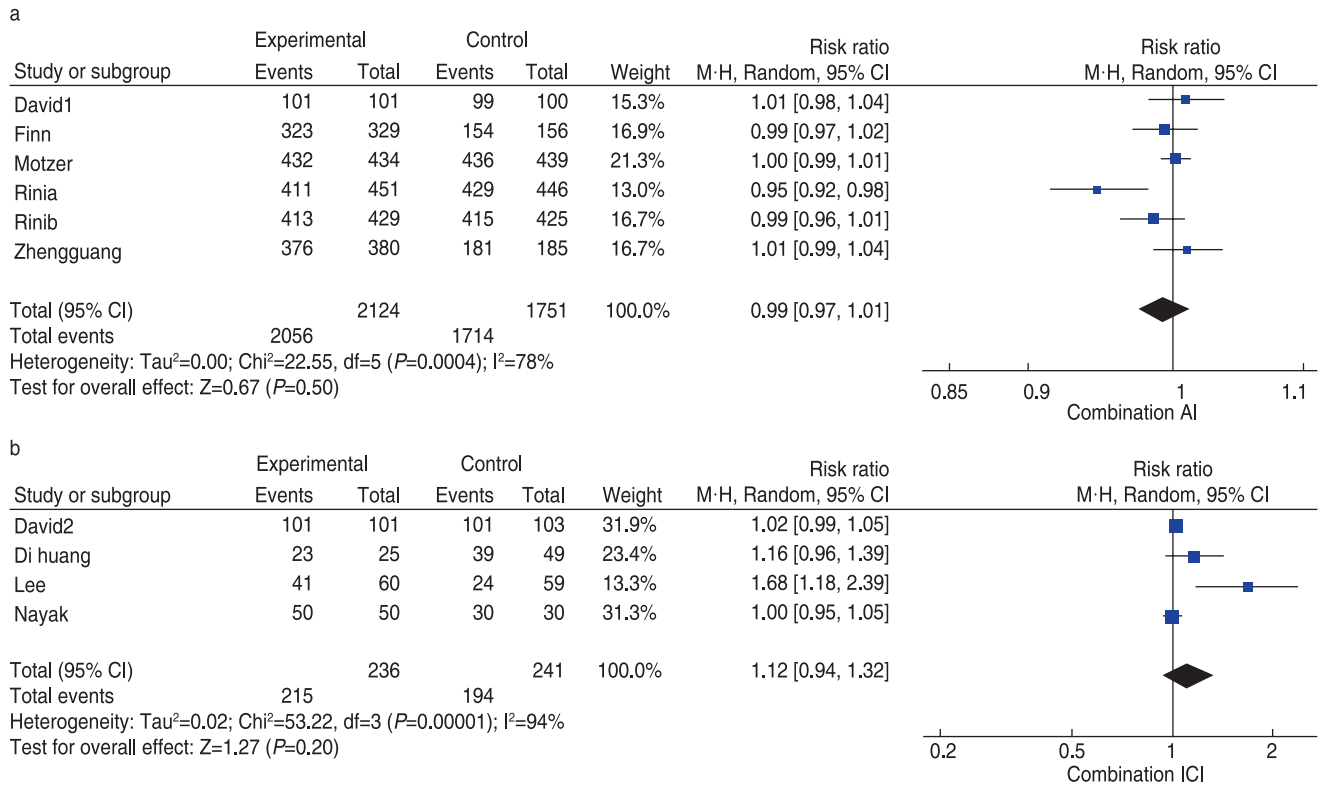 a
Experimental Control Risk ratio Risk ratio
Study or subgroup Events Total Events Total Weight M·H, Random, 95% CI M·H, Random, 95% CI
David1 101 101 99 100 15.3% 1.01 [0.98, 1.04]
Finn 323 329 154 156 16.9% 0.99 [0.97, 1.02]
Motzer 432 434 436 439 21.3% 1.00 [0.99, 1.01]
Rinia 411 451 429 446 13.0% 0.95 [0.92, 0.98]
Rinib 413 429 415 425 16.7% 0.99 [0.96, 1.01]
Zhengguang 376 380 181 185 16.7% 1.01 [0.99, 1.04]
Total (95% CI) 2124 1751 100.0% 0.99 [0.97, 1.01]
Total events 2056 1714
Heterogeneity: Tau²=0.00; Chi²=22.55, df=5 (P=0.0004); I²=78%
Test for overall effect: Z=0.67 (P=0.50)
0.85 0.9 1 1.1
Combination AI
b
Experimental Control Risk ratio Risk ratio
Study or subgroup Events Total Events Total Weight M·H, Random, 95% CI M·H, Random, 95% CI
David2 101 101 101 103 31.9% 1.02 [0.99, 1.05]
Di huang 23 25 39 49 23.4% 1.16 [0.96, 1.39]
Lee 41 60 24 59 13.3% 1.68 [1.18, 2.39]
Nayak 50 50 30 30 31.3% 1.00 [0.95, 1.05]
Total (95% CI) 236 241 100.0% 1.12 [0.94, 1.32]
Total events 215 194
Heterogeneity: Tau²=0.02; Chi²=53.22, df=3 (P=0.00001); I²=94%
Test for overall effect: Z=1.27 (P=0.20)
0.2 0.5 1 2
Combination ICI